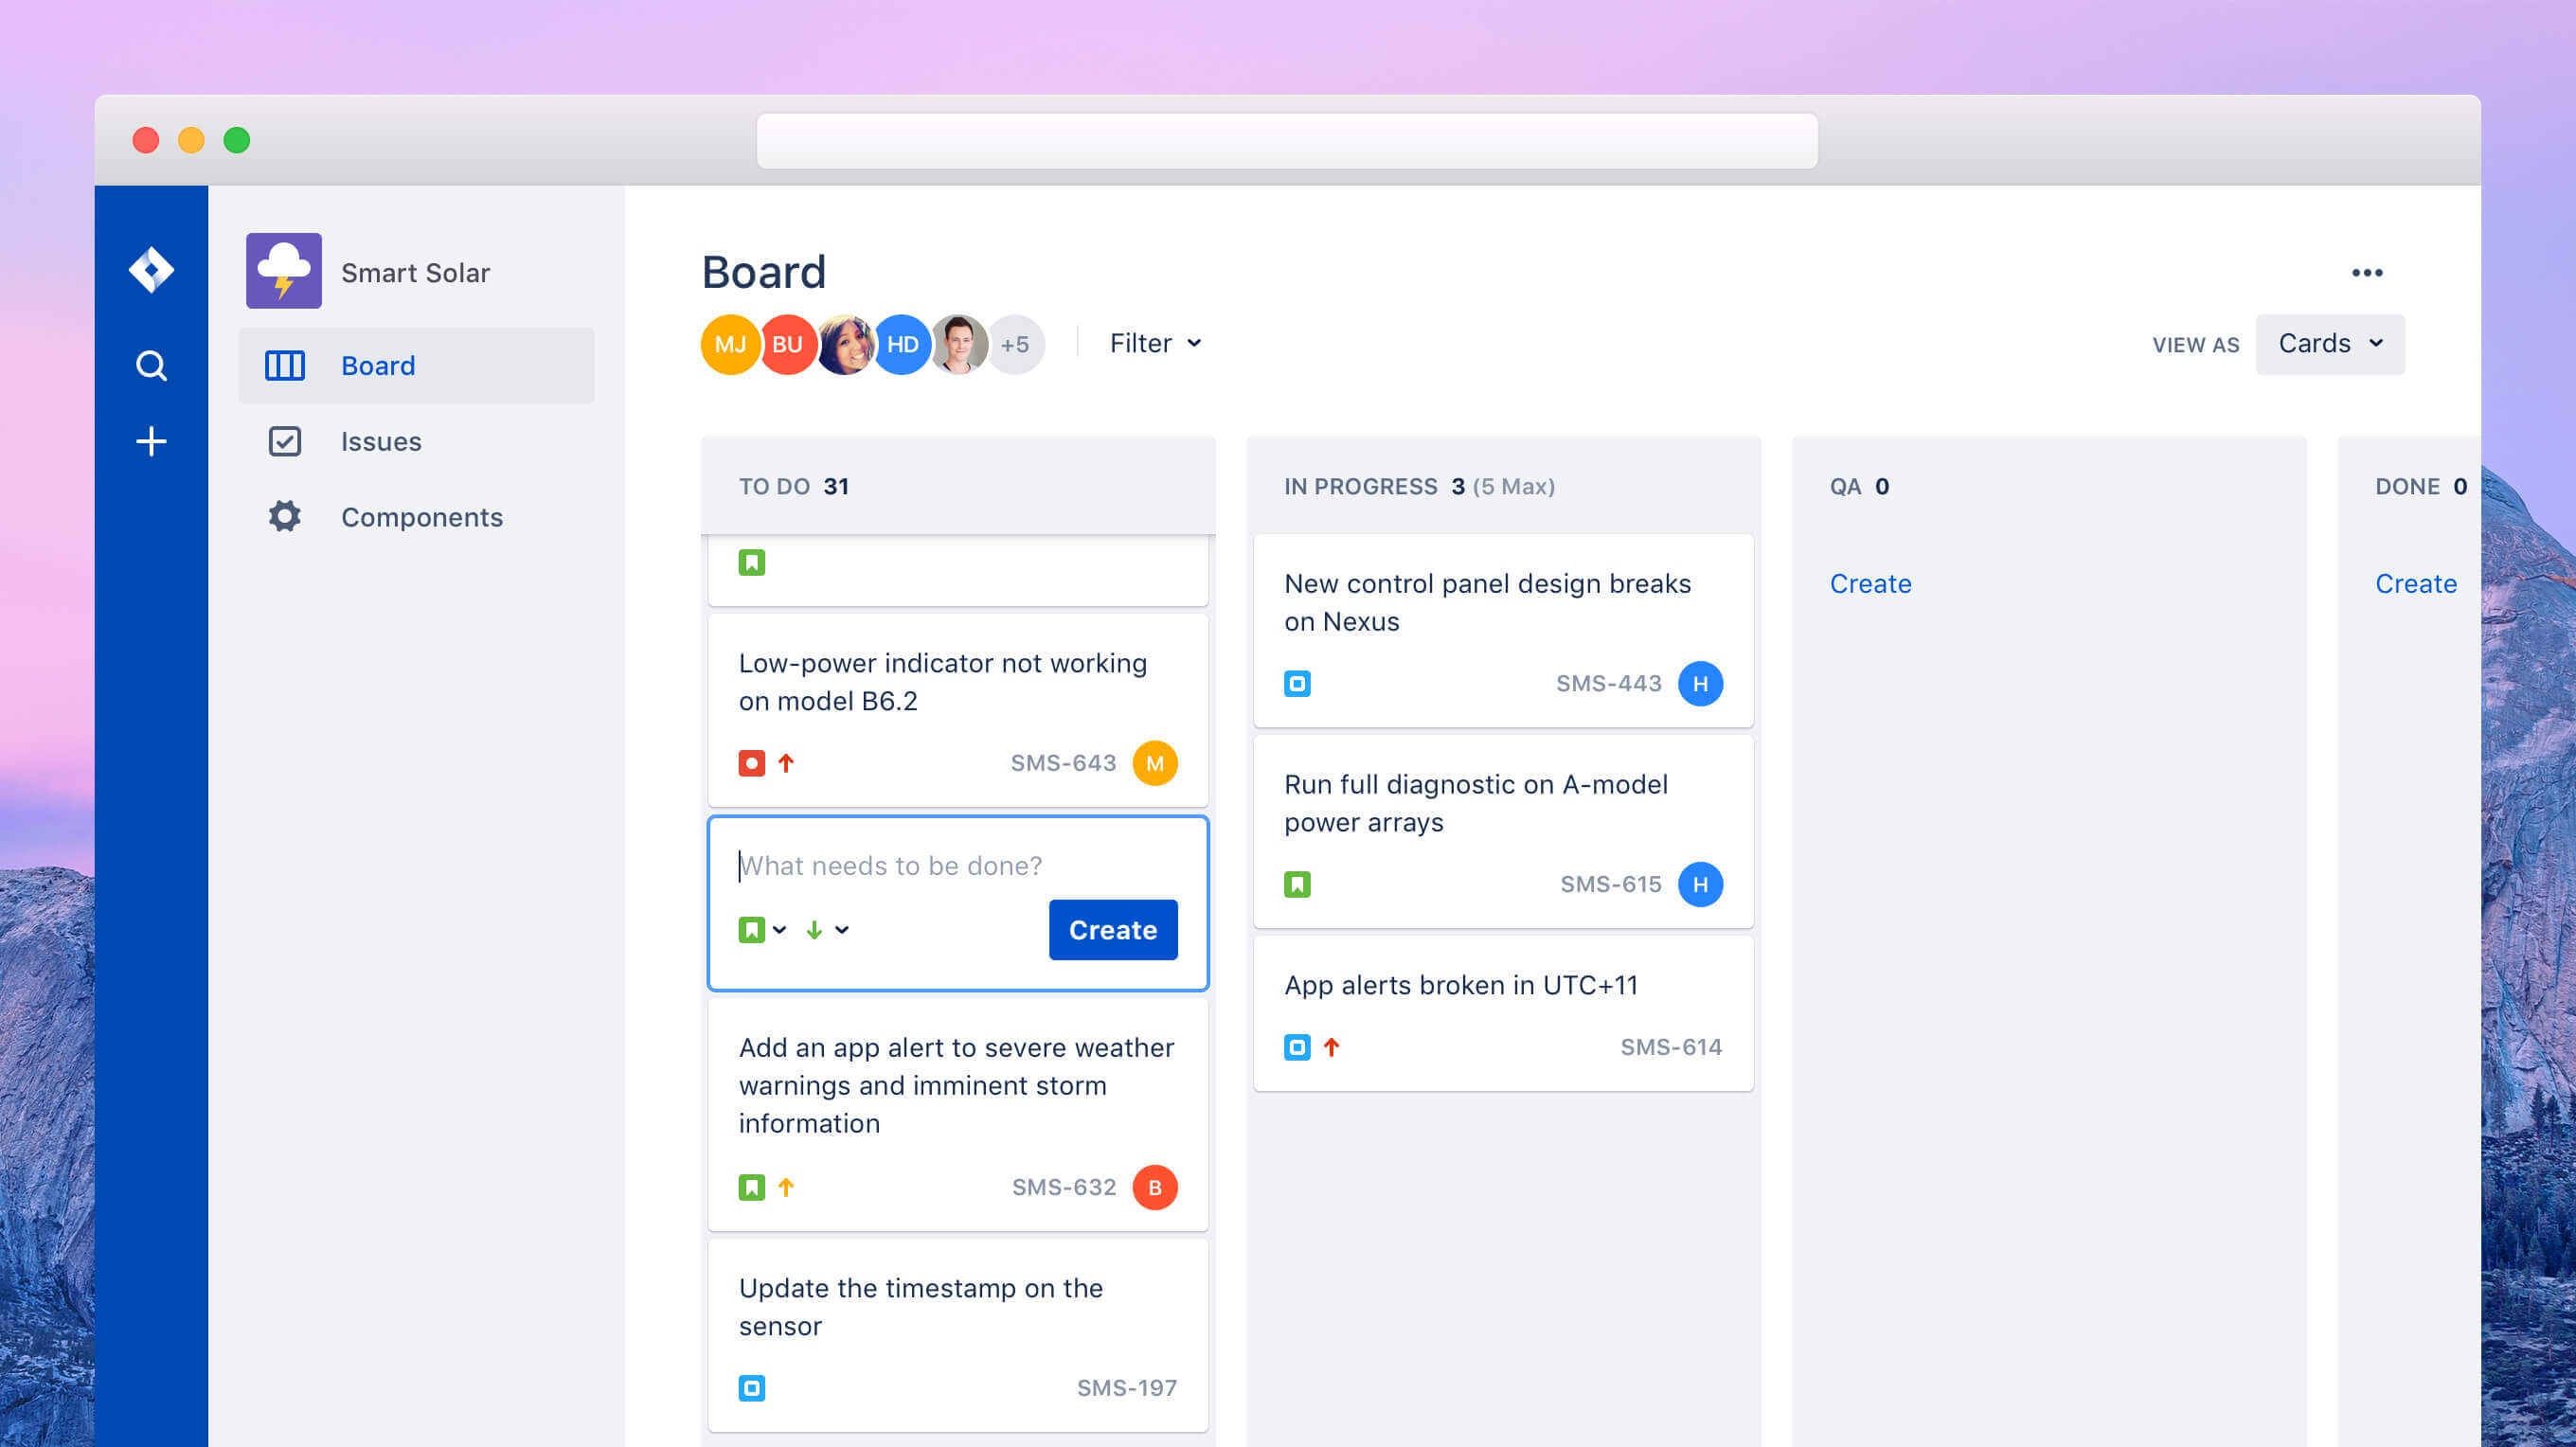 Smart Solar
Board
Issues
Components
Board
MJ BU HD +5 Filter
VIEW AS Cards
TO DO 31
Low-power indicator not working
on model B6.2
SMS-643 M
What needs to be done?
Create
Add an app alert to severe weather
warnings and imminent storm
information
SMS-632 B
Update the timestamp on the
sensor
SMS-197
IN PROGRESS 3 (5 Max)
New control panel design breaks
on Nexus
SMS-443 H
Run full diagnostic on A-model
power arrays
SMS-615 H
App alerts broken in UTC+11
SMS-614
QA 0
Create
DONE 0
Create